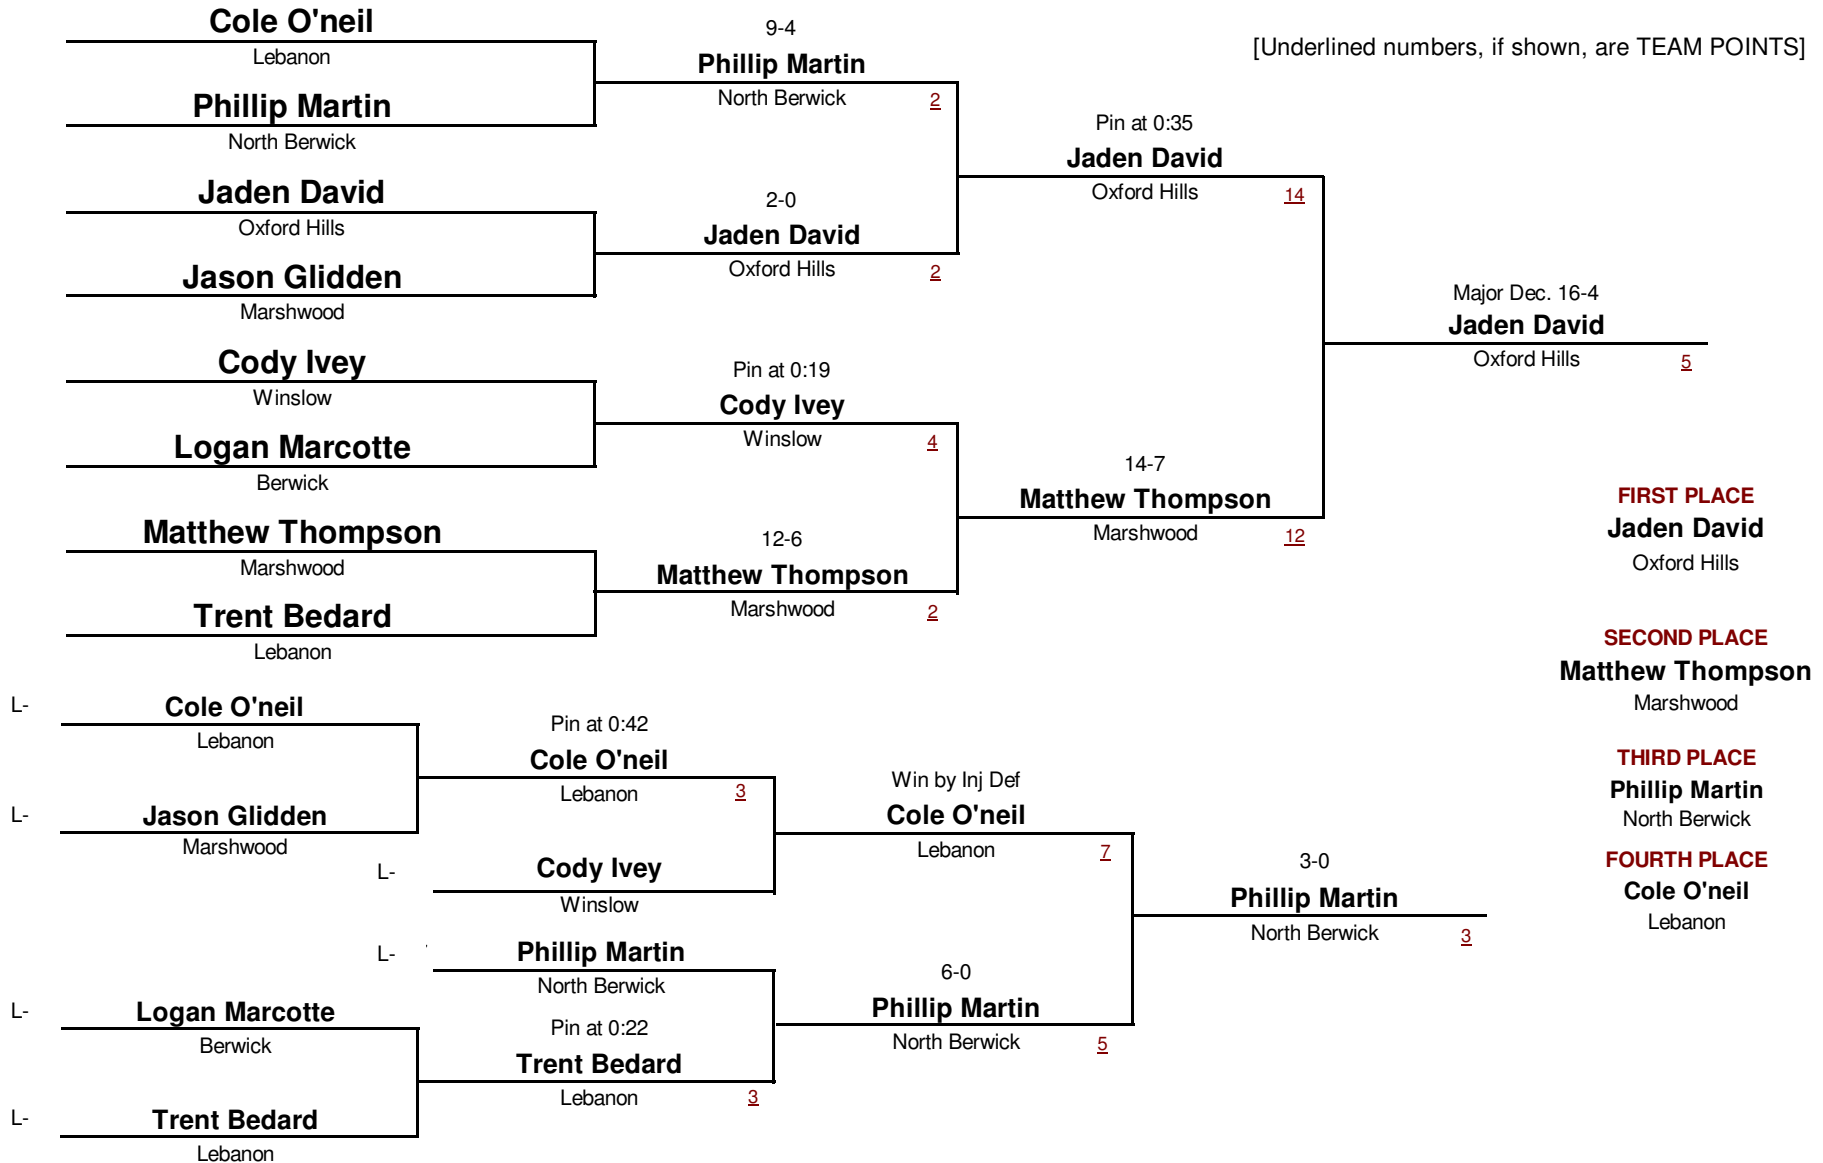 Cole O'neil
Lebanon
Phillip Martin
North Berwick
Jaden David
Oxford Hills
Jason Glidden
Marshwood
Cody Ivey
Winslow
Logan Marcotte
Berwick
Matthew Thompson
Marshwood
Trent Bedard
Lebanon
9-4
Phillip Martin
North Berwick
2
2-0
Jaden David
Oxford Hills
2
Pin at 0:19
Cody Ivey
Winslow
4
12-6
Matthew Thompson
Marshwood
2
Pin at 0:35
Jaden David
Oxford Hills
14
14-7
Matthew Thompson
Marshwood
12
[Underlined numbers, if shown, are TEAM POINTS]
Major Dec. 16-4
Jaden David
Oxford Hills
5
FIRST PLACE
Jaden David
Oxford Hills
SECOND PLACE
Matthew Thompson
Marshwood
THIRD PLACE
Phillip Martin
North Berwick
FOURTH PLACE
Cole O'neil
Lebanon
L-
Cole O'neil
Lebanon
L-
Jason Glidden
Marshwood
L-
Logan Marcotte
Berwick
L-
Trent Bedard
Lebanon
Pin at 0:42
Cole O'neil
Lebanon
3
L-
Cody Ivey
Winslow
L-
Phillip Martin
North Berwick
Pin at 0:22
Trent Bedard
Lebanon
3
Win by Inj Def
Cole O'neil
Lebanon
7
6-0
Phillip Martin
North Berwick
5
3-0
Phillip Martin
North Berwick
3